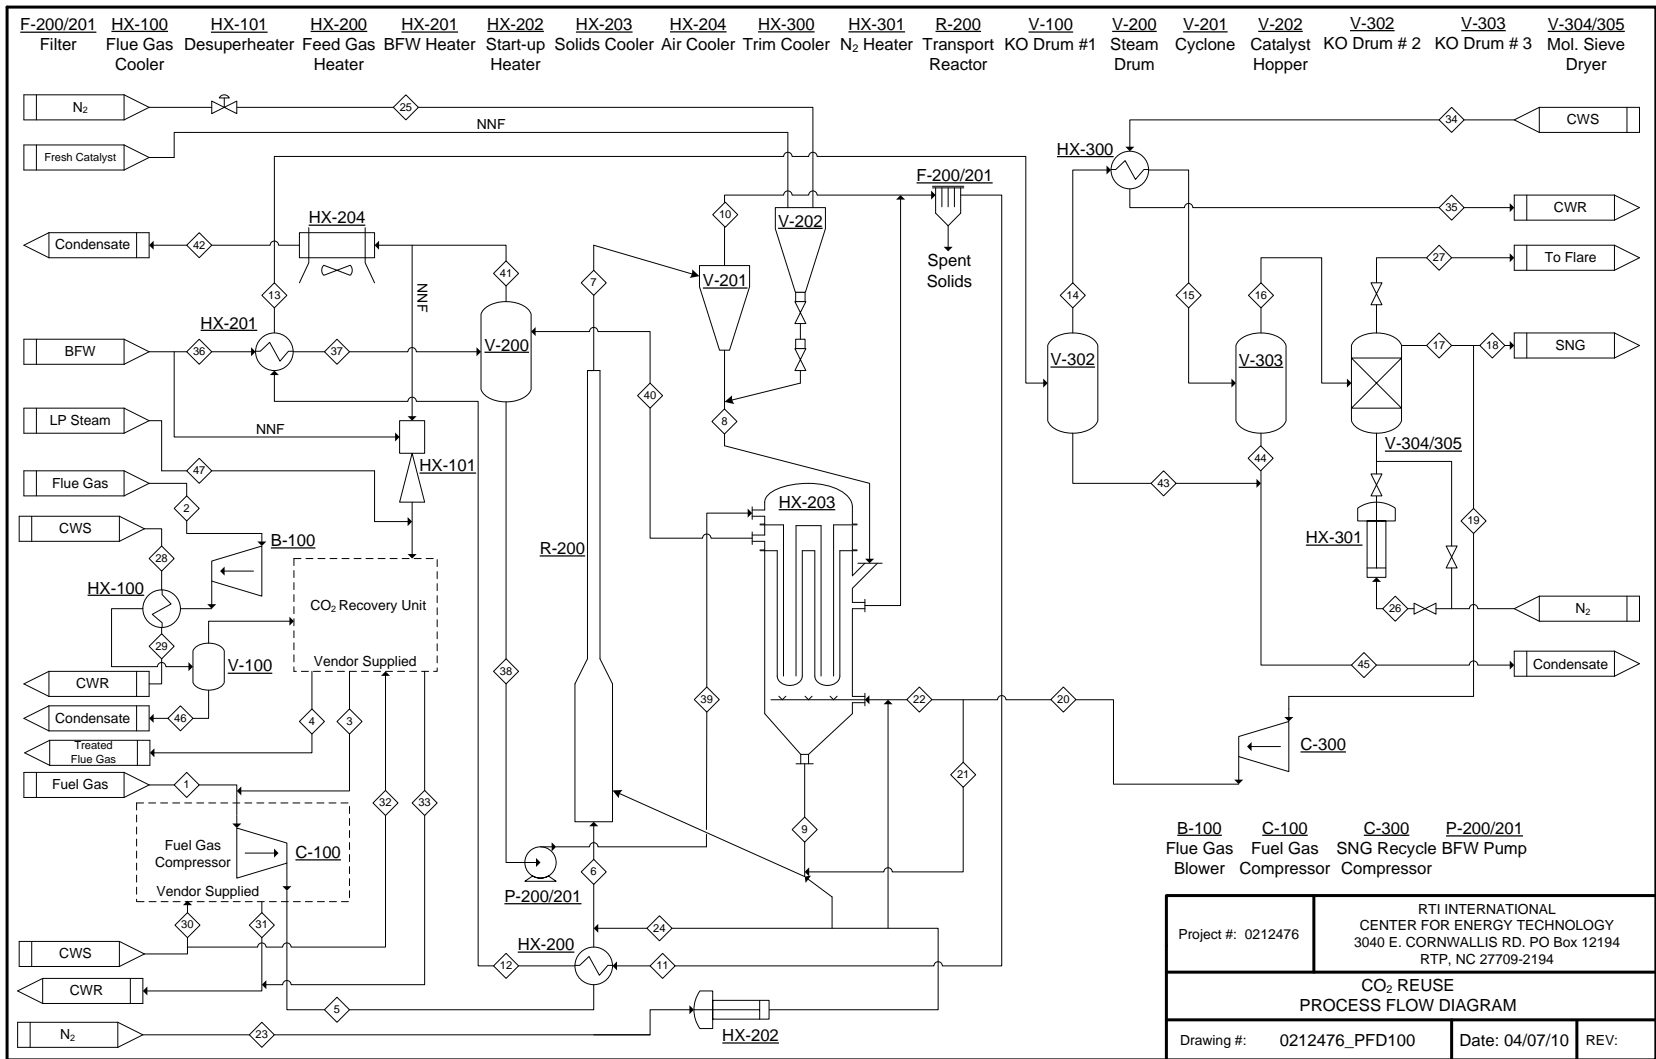 F-200/201
Filter
HX-100
Flue Gas
Cooler
HX-101
Desuperheater
HX-200
Feed Gas
Heater
HX-201
BFW Heater
HX-202
Start-up
Heater
HX-203
Solids Cooler
HX-204
Air Cooler
HX-300
Trim Cooler
HX-301
N₂ Heater
R-200
Transport
Reactor
V-100
KO Drum #1
V-200
Steam
Drum
V-201
Cyclone
V-202
Catalyst
Hopper
V-302
KO Drum # 2
V-303
KO Drum # 3
V-304/305
Mol. Sieve
Dryer
N₂
25
NNF
Fresh Catalyst
34
CWS
HX-300
F-200/201
10
V-202
35
CWR
HX-204
Condensate
42
41
7
V-201
Spent
Solids
27
To Flare
13
NNF
14
15
16
HX-201
BFW
36
37
V-200
V-302
V-303
17
18
SNG
40
8
LP Steam
NNF
47
HX-101
V-304/305
44
43
Flue Gas
2
HX-203
CWS
28
B-100
R-200
HX-301
19
HX-100
CO₂ Recovery Unit
26
N₂
29
Vendor Supplied
V-100
CWR
38
39
45
Condensate
Condensate
46
4
3
22
20
Treated
Flue Gas
C-300
Fuel Gas
1
32
33
21
9
Fuel Gas
Compressor
C-100
Vendor Supplied
6
P-200/201
30
31
24
HX-200
CWS
12
11
CWR
5
N₂
23
HX-202
B-100
Flue Gas
Blower
C-100
Fuel Gas
Compressor
C-300
SNG Recycle
Compressor
P-200/201
BFW Pump
Project #: 0212476
RTI INTERNATIONAL
CENTER FOR ENERGY TECHNOLOGY
3040 E. CORNWALLIS RD. PO Box 12194
RTP, NC 27709-2194
CO₂ REUSE
PROCESS FLOW DIAGRAM
Drawing #: 0212476_PFD100
Date: 04/07/10
REV: